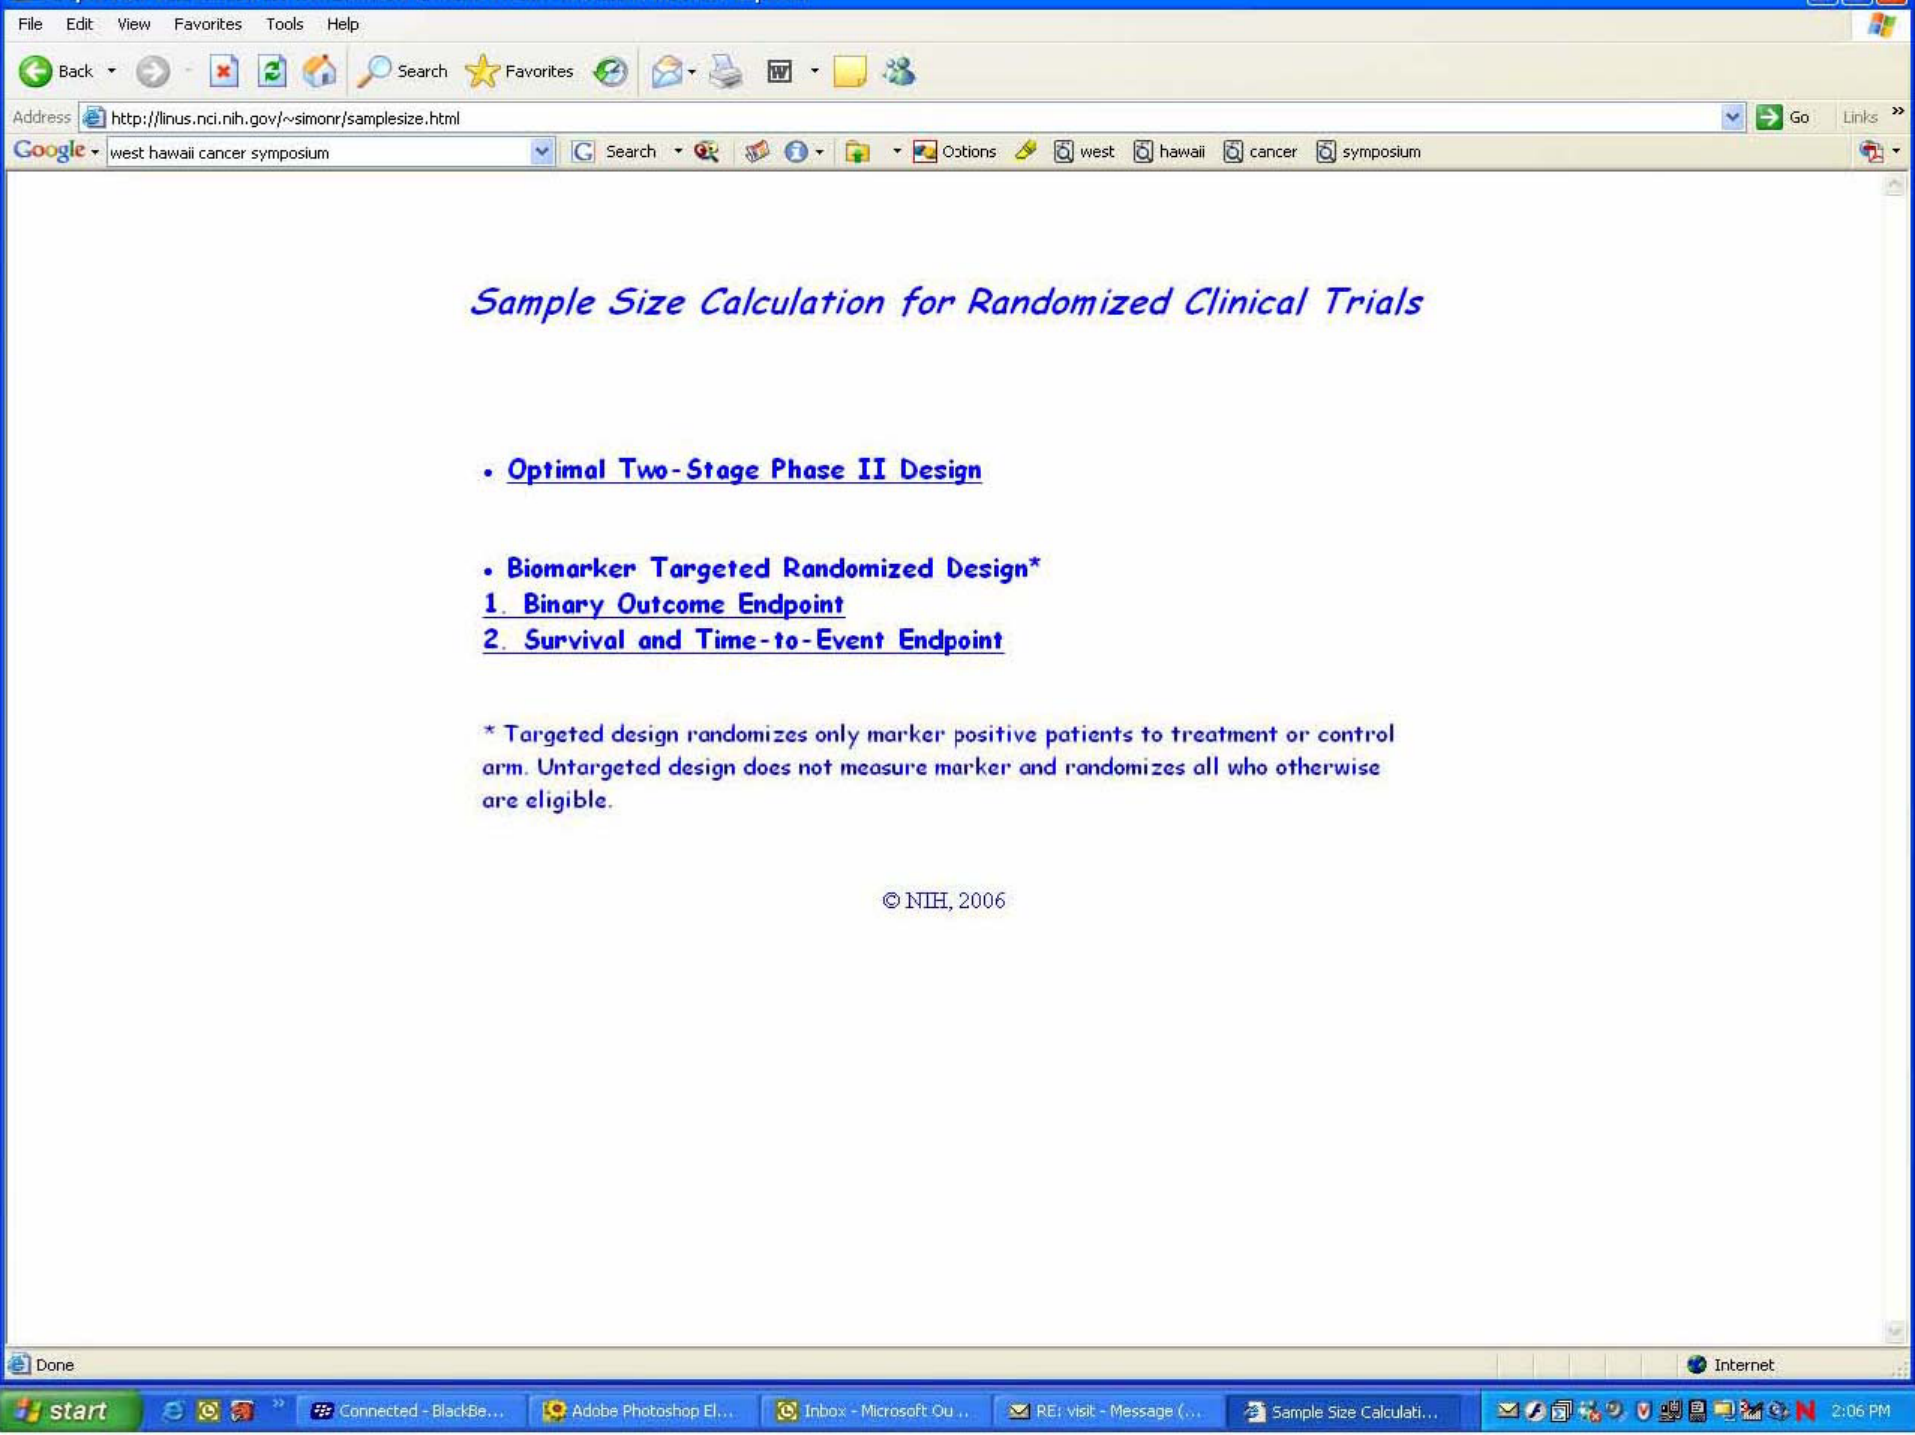 File Edit View Favorites Tools Help
Back Search Favorites
Address http://linus.nci.nih.gov/~simonr/samplesize.html Go Links »
Google west hawaii cancer symposium G Search Options west hawaii cancer symposium
Sample Size Calculation for Randomized Clinical Trials
• Optimal Two-Stage Phase II Design
• Biomarker Targeted Randomized Design*
1. Binary Outcome Endpoint
2. Survival and Time-to-Event Endpoint
* Targeted design randomizes only marker positive patients to treatment or control
arm. Untargeted design does not measure marker and randomizes all who otherwise
are eligible.
© NIH, 2006
Done Internet
start » Connected - BlackBe... Adobe Photoshop El... Inbox - Microsoft Ou... RE: visit - Message (... Sample Size Calculati... 2:06 PM